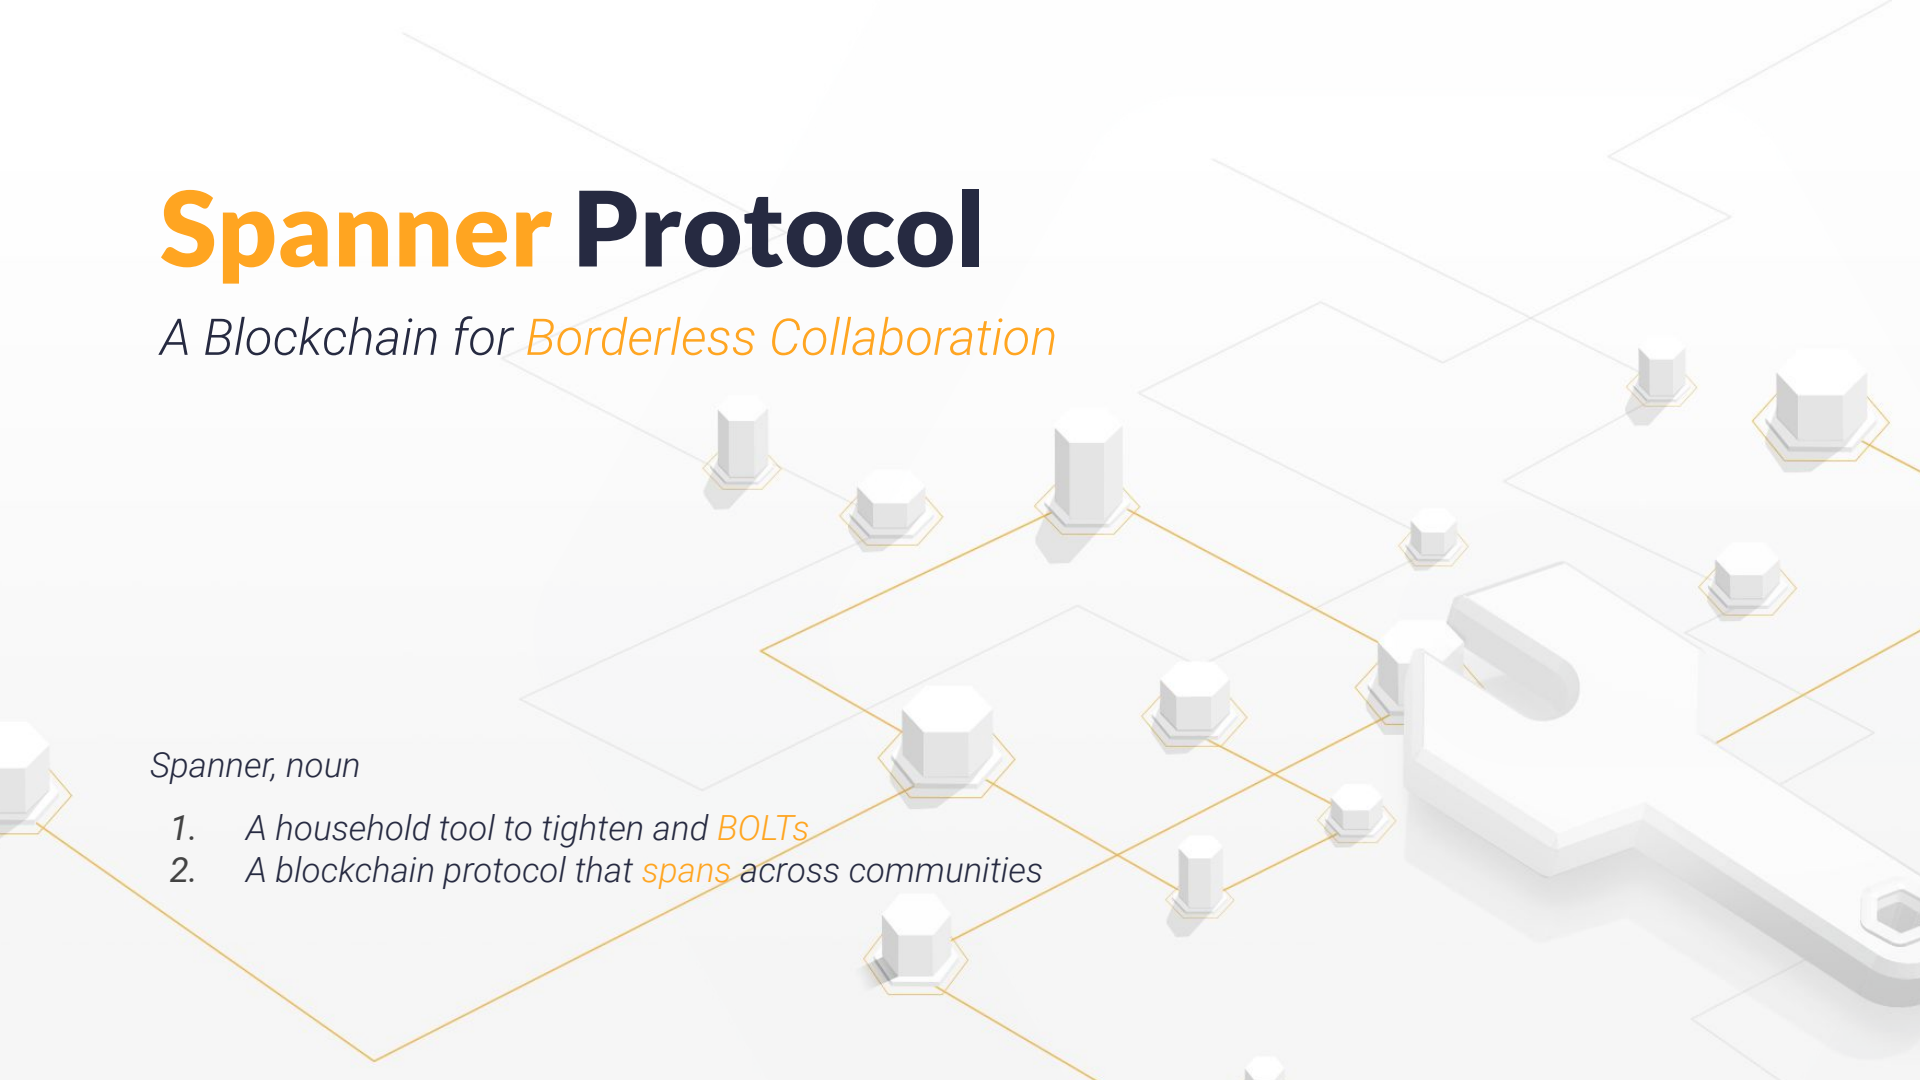 Spanner Protocol
A Blockchain for Borderless Collaboration
Spanner, noun
1. A household tool to tighten and BOLTs
2. A blockchain protocol that spans across communities